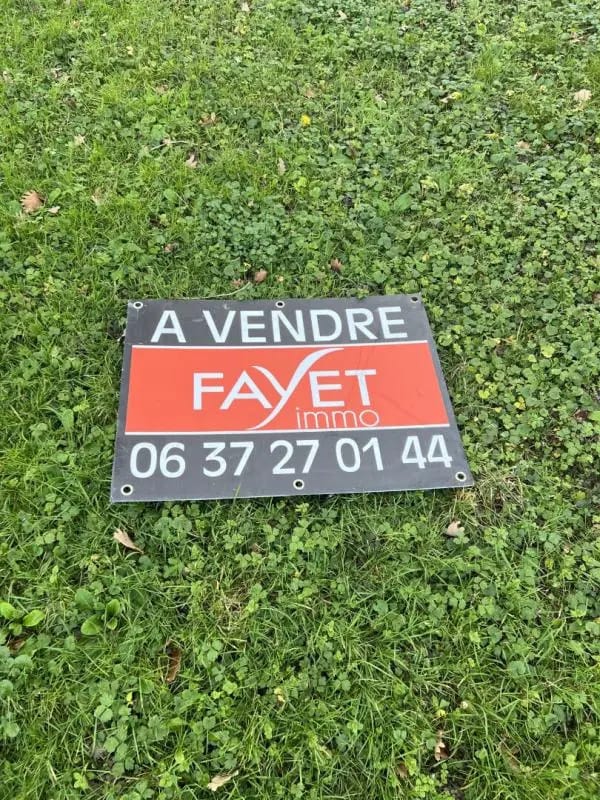 A VENDRE
FAYET
immo
06 37 27 01 44